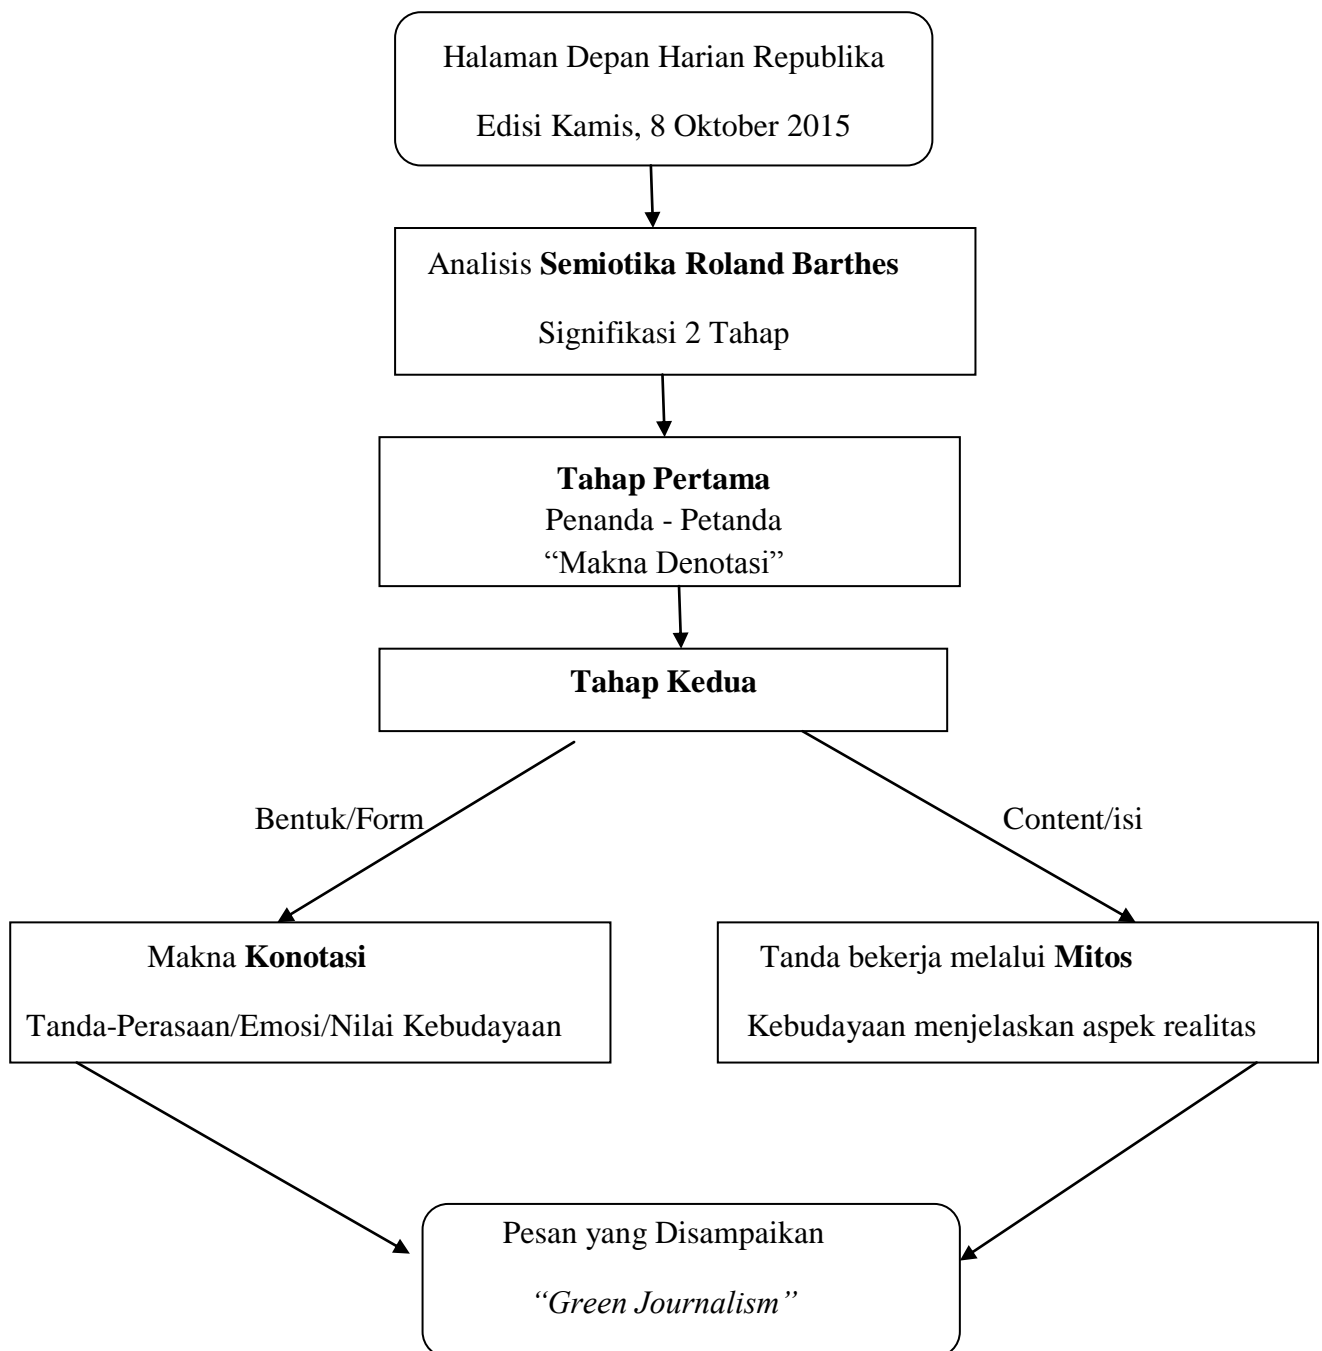 Halaman Depan Harian Republika
Edisi Kamis, 8 Oktober 2015
Analisis Semiotika Roland Barthes
Signifikasi 2 Tahap
Tahap Pertama
Penanda - Petanda
“Makna Denotasi”
Tahap Kedua
Bentuk/Form
Content/isi
Makna Konotasi
Tanda-Perasaan/Emosi/Nilai Kebudayaan
Tanda bekerja melalui Mitos
Kebudayaan menjelaskan aspek realitas
Pesan yang Disampaikan
“Green Journalism”